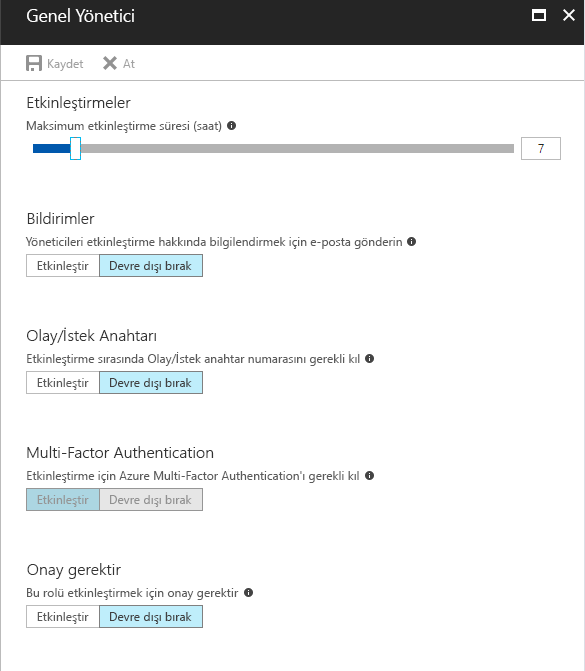 Genel Yönetici
Kaydet At
Etkinleştirmeler
Maksimum etkinleştirme süresi (saat)
7
Bildirimler
Yöneticileri etkinleştirme hakkında bilgilendirmek için e-posta gönderin
Etkinleştir Devre dışı bırak
Olay/İstek Anahtarı
Etkinleştirme sırasında Olay/İstek anahtar numarasını gerekli kıl
Etkinleştir Devre dışı bırak
Multi-Factor Authentication
Etkinleştirme için Azure Multi-Factor Authentication'ı gerekli kıl
Etkinleştir Devre dışı bırak
Onay gerektir
Bu rolü etkinleştirmek için onay gerektir
Etkinleştir Devre dışı bırak